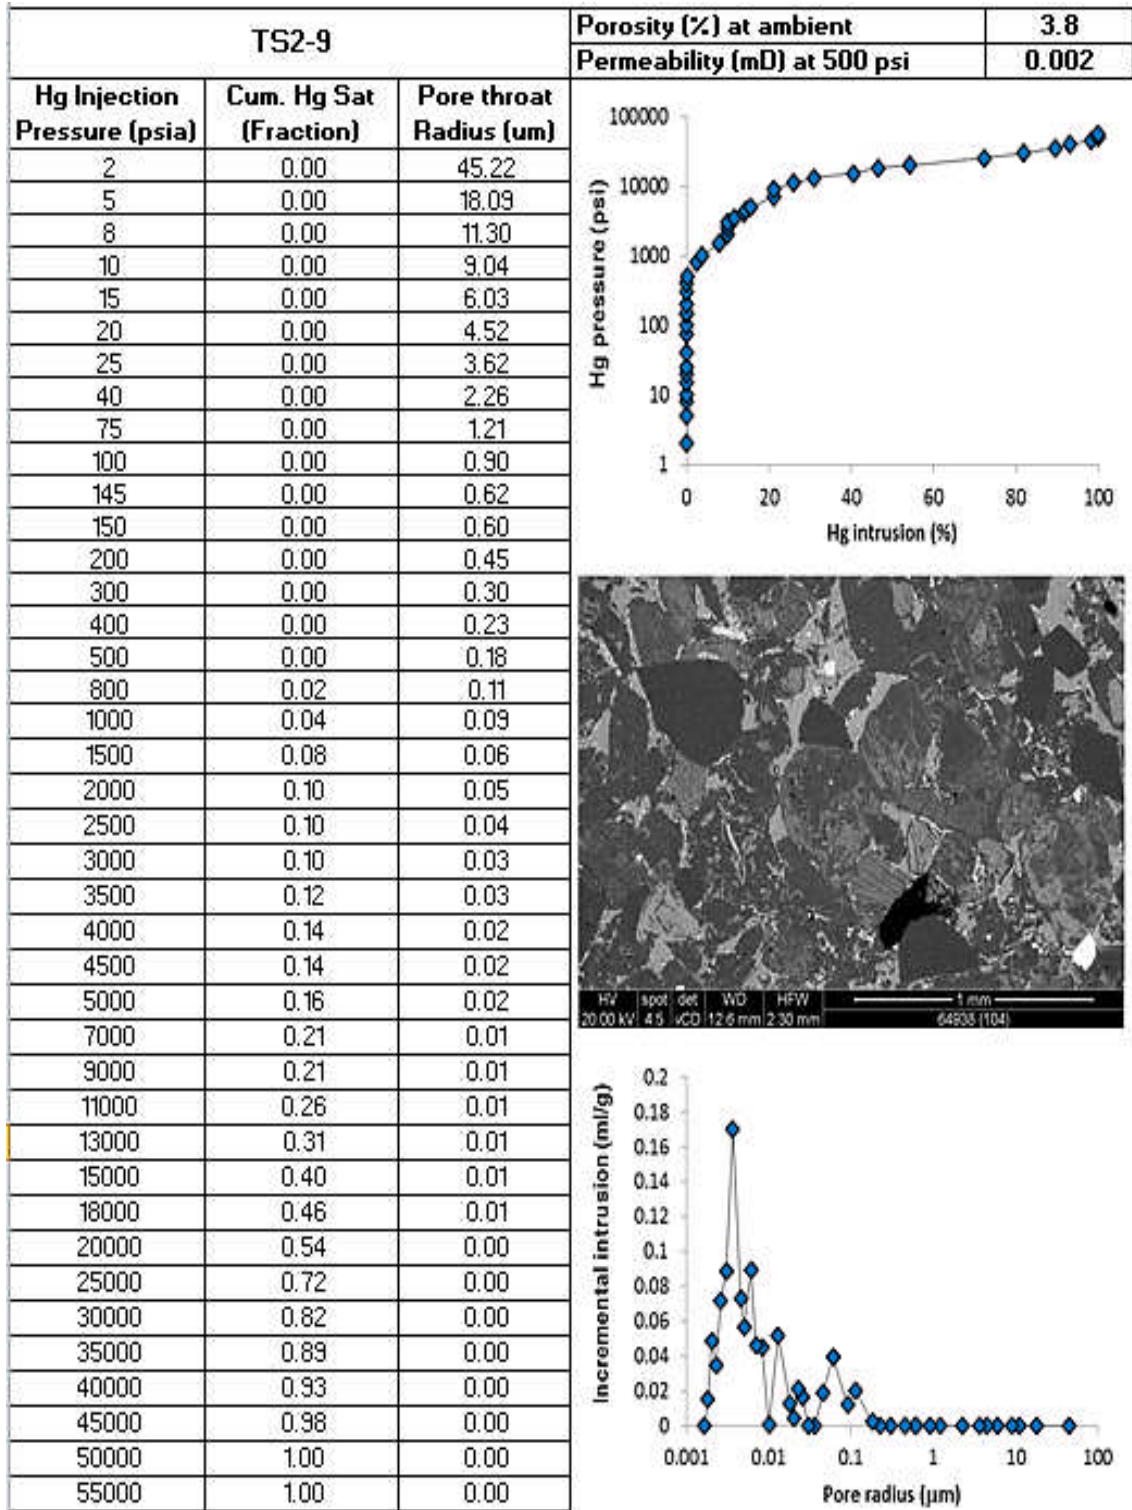 TS2-9
Porosity (%) at ambient 3.8
Permeability (mD) at 500 psi 0.002
Hg Injection Pressure (psia) Cum. Hg Sat (Fraction) Pore throat Radius (um)
2 0.00 45.22
5 0.00 18.09
8 0.00 11.30
10 0.00 9.04
15 0.00 6.03
20 0.00 4.52
25 0.00 3.62
40 0.00 2.26
75 0.00 1.21
100 0.00 0.90
145 0.00 0.62
150 0.00 0.60
200 0.00 0.45
300 0.00 0.30
400 0.00 0.23
500 0.00 0.18
800 0.02 0.11
1000 0.04 0.09
1500 0.08 0.06
2000 0.10 0.05
2500 0.10 0.04
3000 0.10 0.03
3500 0.12 0.03
4000 0.14 0.02
4500 0.14 0.02
5000 0.16 0.02
7000 0.21 0.01
9000 0.21 0.01
11000 0.26 0.01
13000 0.31 0.01
15000 0.40 0.01
18000 0.46 0.01
20000 0.54 0.00
25000 0.72 0.00
30000 0.82 0.00
35000 0.89 0.00
40000 0.93 0.00
45000 0.98 0.00
50000 1.00 0.00
55000 1.00 0.00
Hg pressure (psi)
100000
10000
1000
100
10
1
0 20 40 60 80 100
Hg intrusion (%)
HV spot det WD HFW 1 mm
20.00 kV 4.5 vCD 12.6 mm 2.30 mm 64938 (104)
Incremental intrusion (ml/g)
0.2
0.18
0.16
0.14
0.12
0.1
0.08
0.06
0.04
0.02
0
0.001 0.01 0.1 1 10 100
Pore radius (µm)